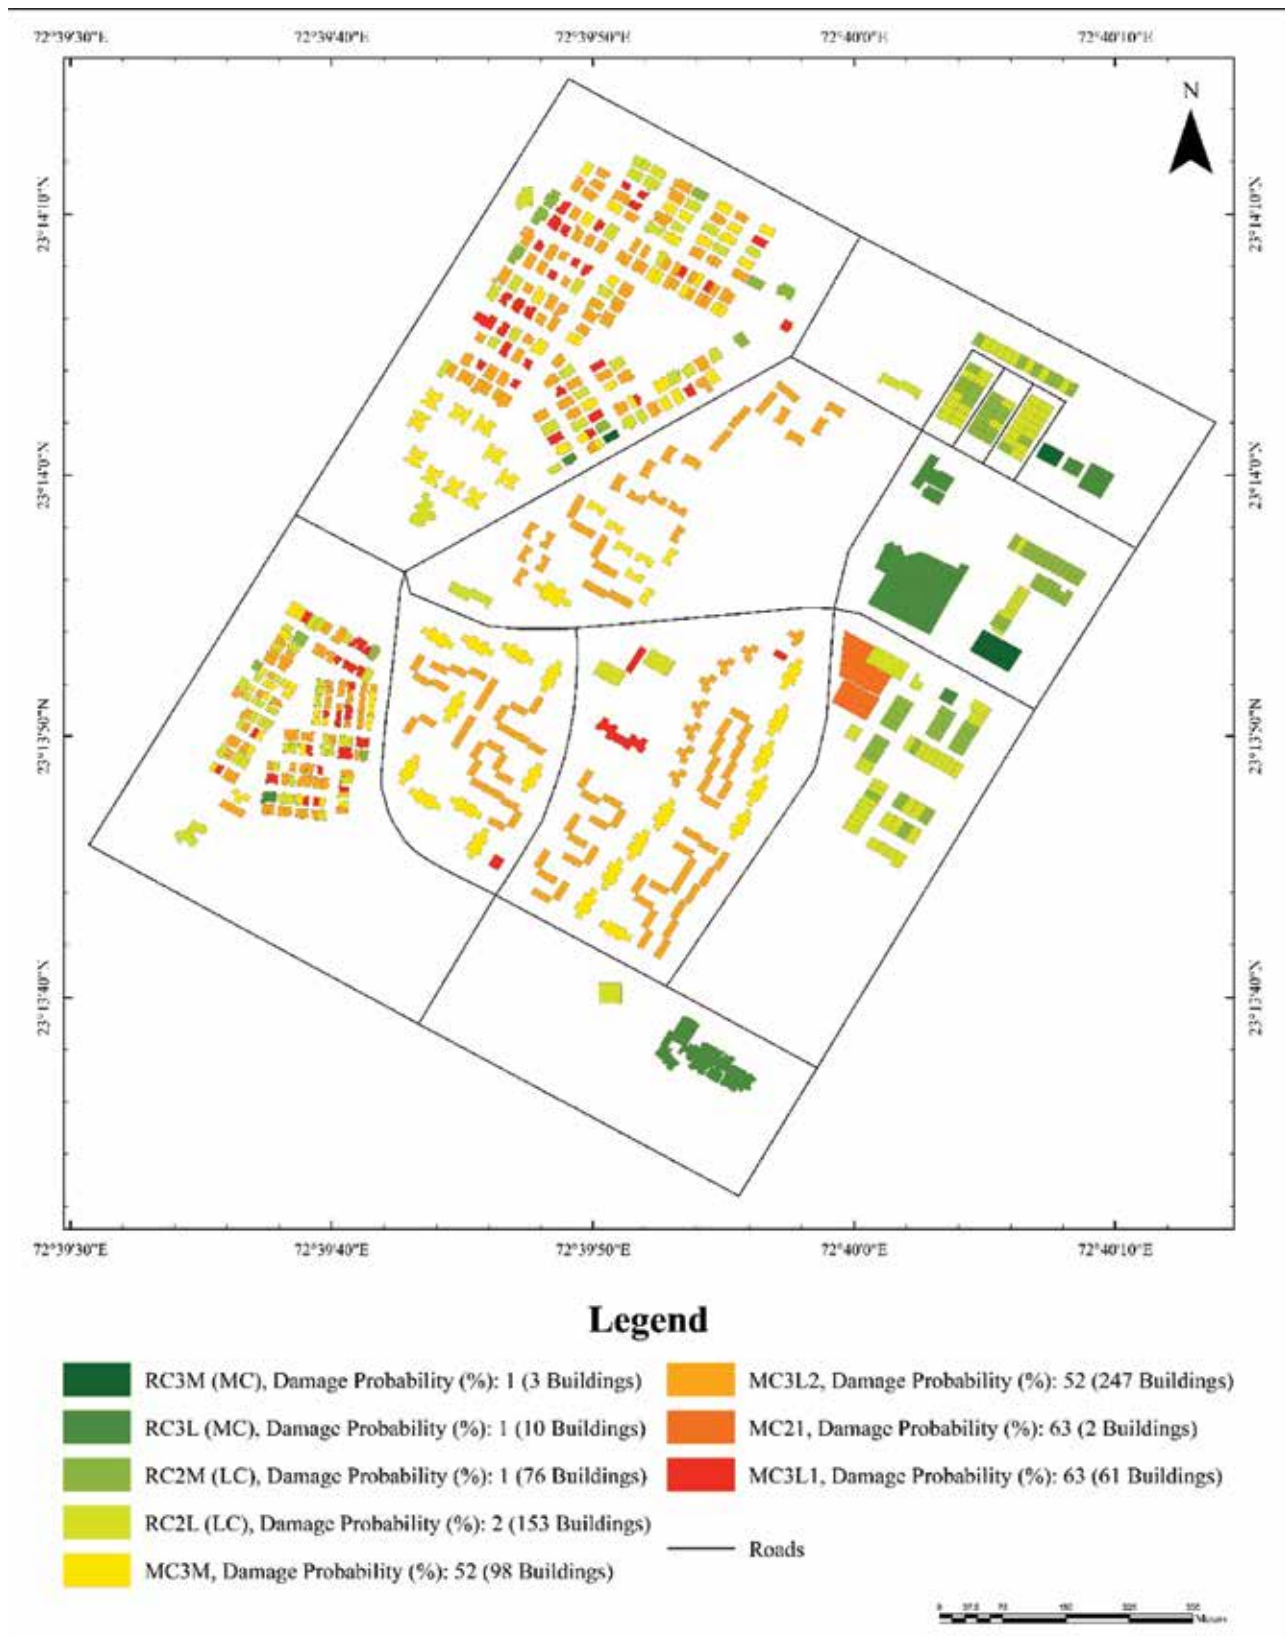 72°39'30"E 72°39'40"E 72°39'50"E 72°40'0"E 72°40'10"E
N
23°14'10"N 23°14'10"N
23°14'0"N 23°14'0"N
23°13'50"N 23°13'50"N
23°13'40"N 23°13'40"N
72°39'30"E 72°39'40"E 72°39'50"E 72°40'0"E 72°40'10"E
Legend
RC3M (MC), Damage Probability (%): 1 (3 Buildings)
RC3L (MC), Damage Probability (%): 1 (10 Buildings)
RC2M (LC), Damage Probability (%): 1 (76 Buildings)
RC2L (LC), Damage Probability (%): 2 (153 Buildings)
MC3M, Damage Probability (%): 52 (98 Buildings)
MC3L2, Damage Probability (%): 52 (247 Buildings)
MC21, Damage Probability (%): 63 (2 Buildings)
MC3L1, Damage Probability (%): 63 (61 Buildings)
Roads
0 37.5 75 150